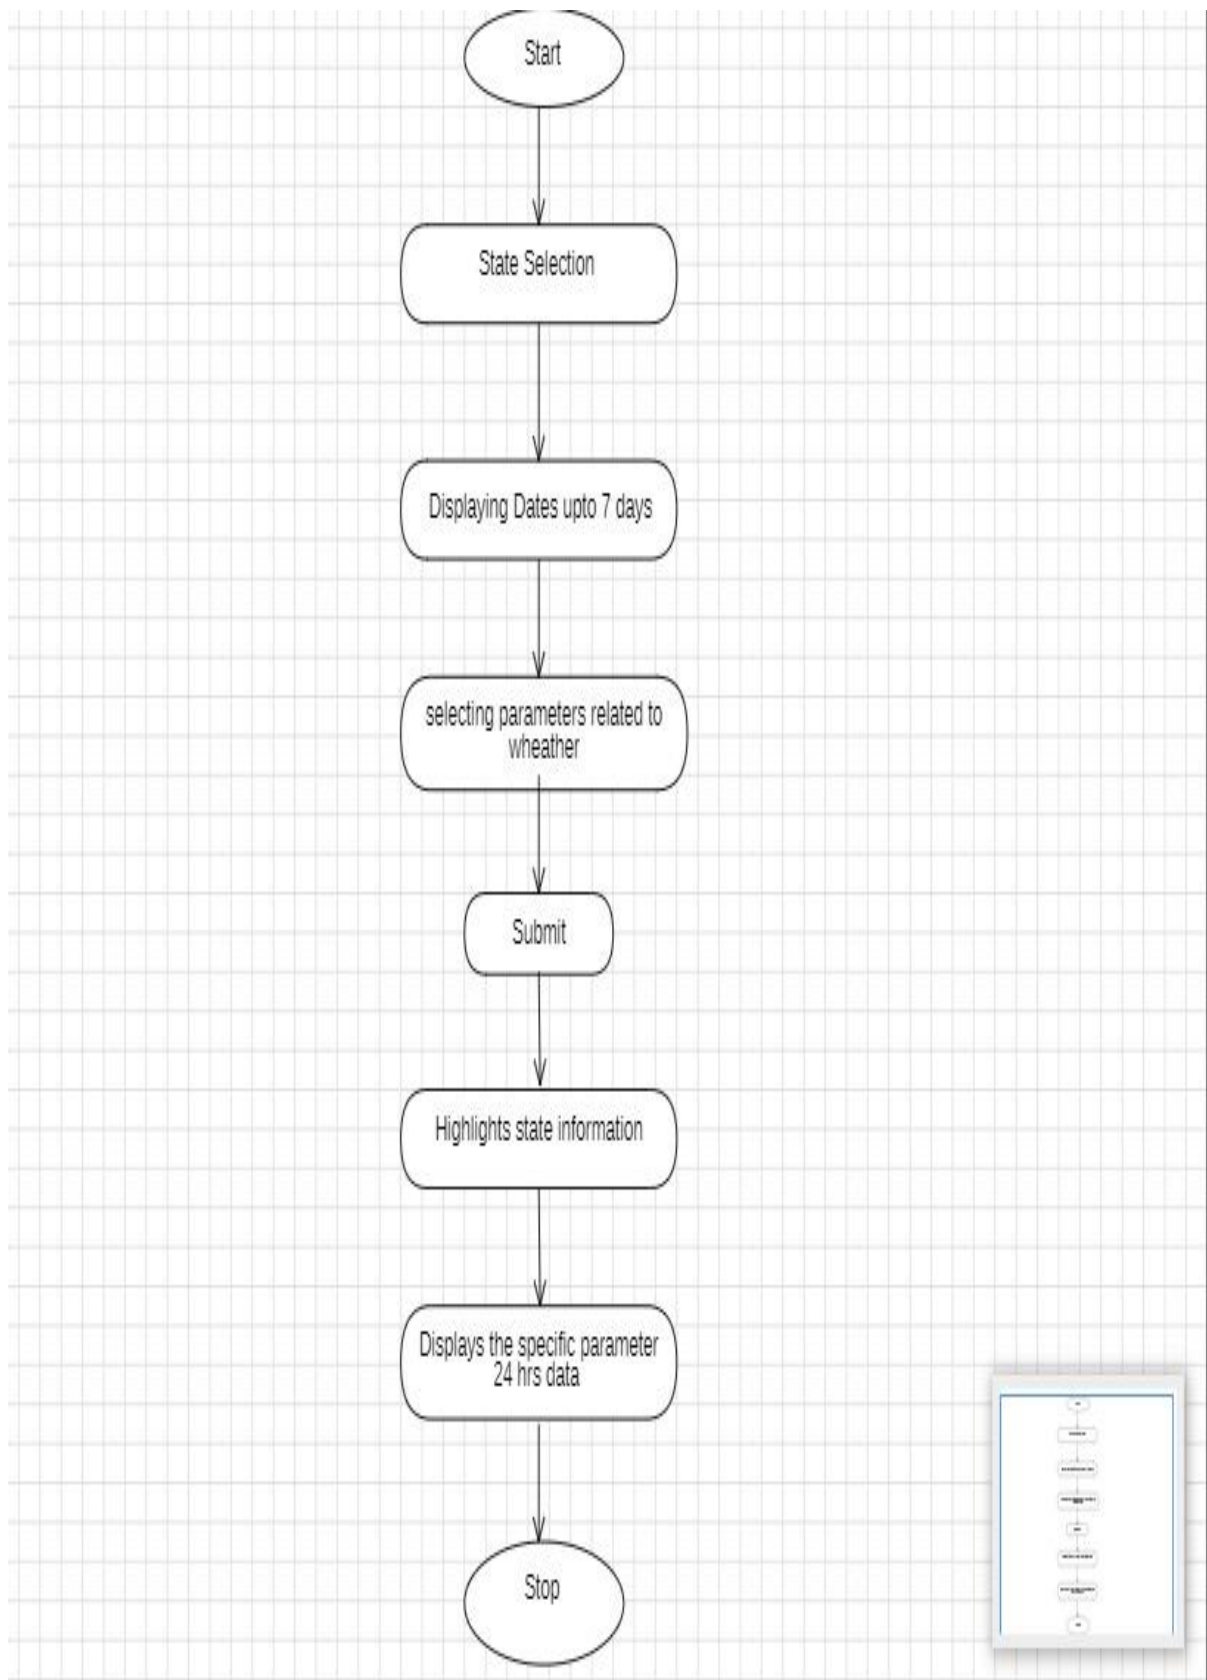 Start
State Selection
Displaying Dates upto 7 days
selecting parameters related to
wheather
Submit
Highlights state information
Displays the specific parameter
24 hrs data
Stop